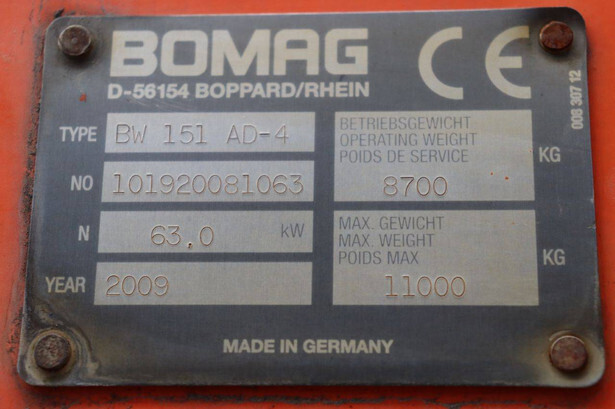 BOMAG
CE
D-56154 BOPPARD/RHEIN
008 307 12
TYPE BW 151 AD-4
NO 101920081063
N 63.0 kW
YEAR 2009
BETRIEBSGEWICHT
OPERATING WEIGHT
POIDS DE SERVICE
8700 KG
MAX. GEWICHT
MAX. WEIGHT
POIDS MAX
11000 KG
MADE IN GERMANY